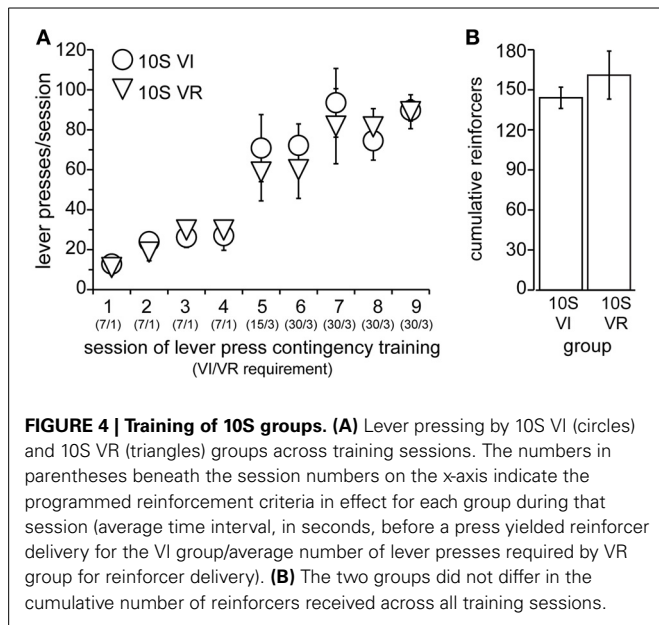 A
120
100
80
60
40
20
0
lever presses/session
10S VI
10S VR
1 2 3 4 5 6 7 8 9
(7/1) (7/1) (7/1) (7/1) (15/3) (30/3) (30/3) (30/3) (30/3)
session of lever press contingency training
(VI/VR requirement)
B
180
150
120
90
60
30
0
cumulative reinforcers
10S 10S
VI VR
group
FIGURE 4 | Training of 10S groups. (A) Lever pressing by 10S VI (circles)
and 10S VR (triangles) groups across training sessions. The numbers in
parentheses beneath the session numbers on the x-axis indicate the
programmed reinforcement criteria in effect for each group during that
session (average time interval, in seconds, before a press yielded reinforcer
delivery for the VI group/average number of lever presses required by VR
group for reinforcer delivery). (B) The two groups did not differ in the
cumulative number of reinforcers received across all training sessions.